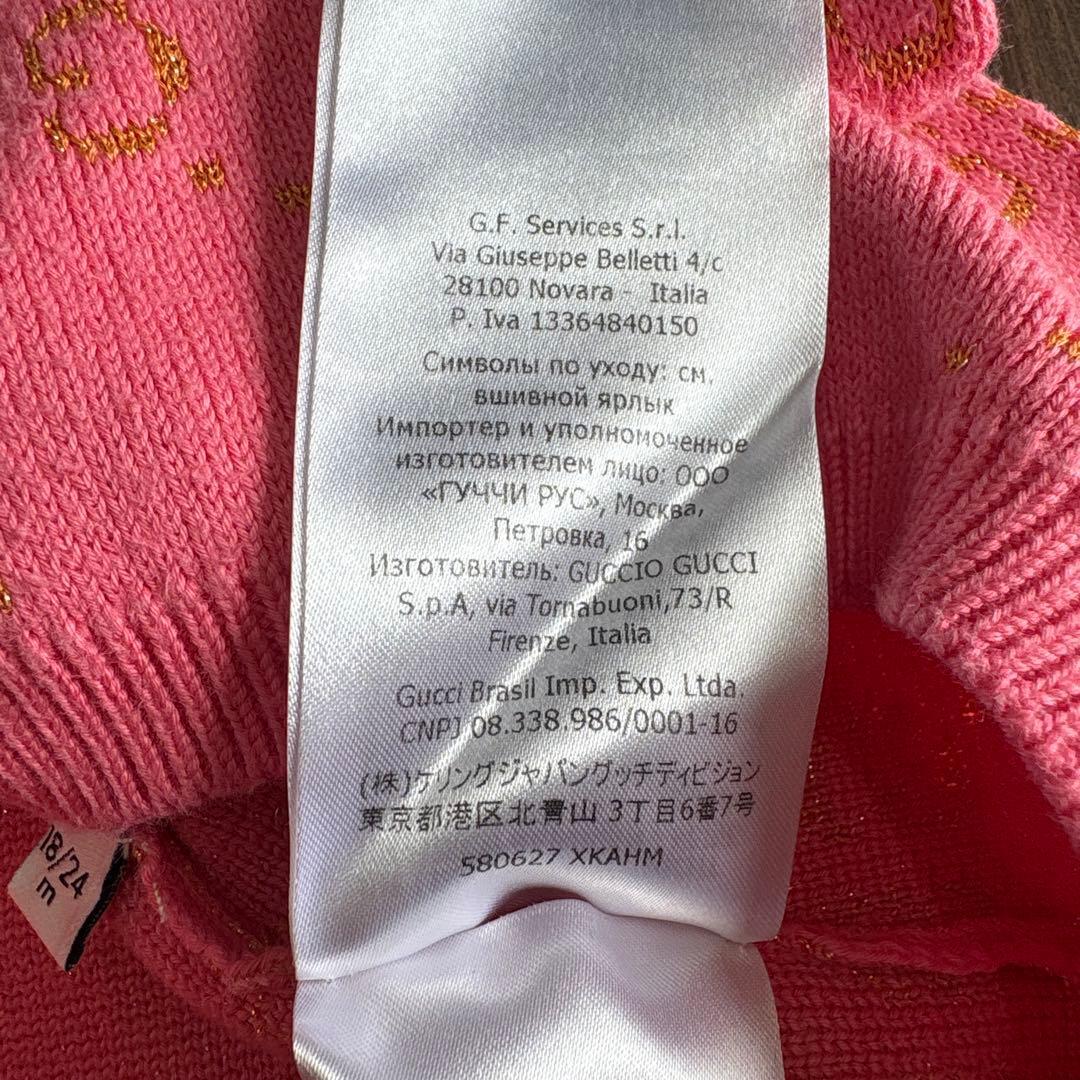 G.F. Services S.r.l.
Via Giuseppe Belletti 4/c
28100 Novara - Italia
P. Iva 13364840150
Символы по уходу: см.
вшивной ярлык
Импортер и уполномоченное
изготовителем лицо: ООО
«ГУЧЧИ РУС», Москва,
Петровка, 16
Изготовитель: GUCCIO GUCCI
S.p.A, via Tornabuoni,73/R
Firenze, Italia
Gucci Brasil Imp. Exp. Ltda.
CNPJ 08.338.986/0001-16
(株)ケリングジャパングッチディビジョン
東京都港区北青山 3丁目6番7号
580627 XKAHM
18/24
m